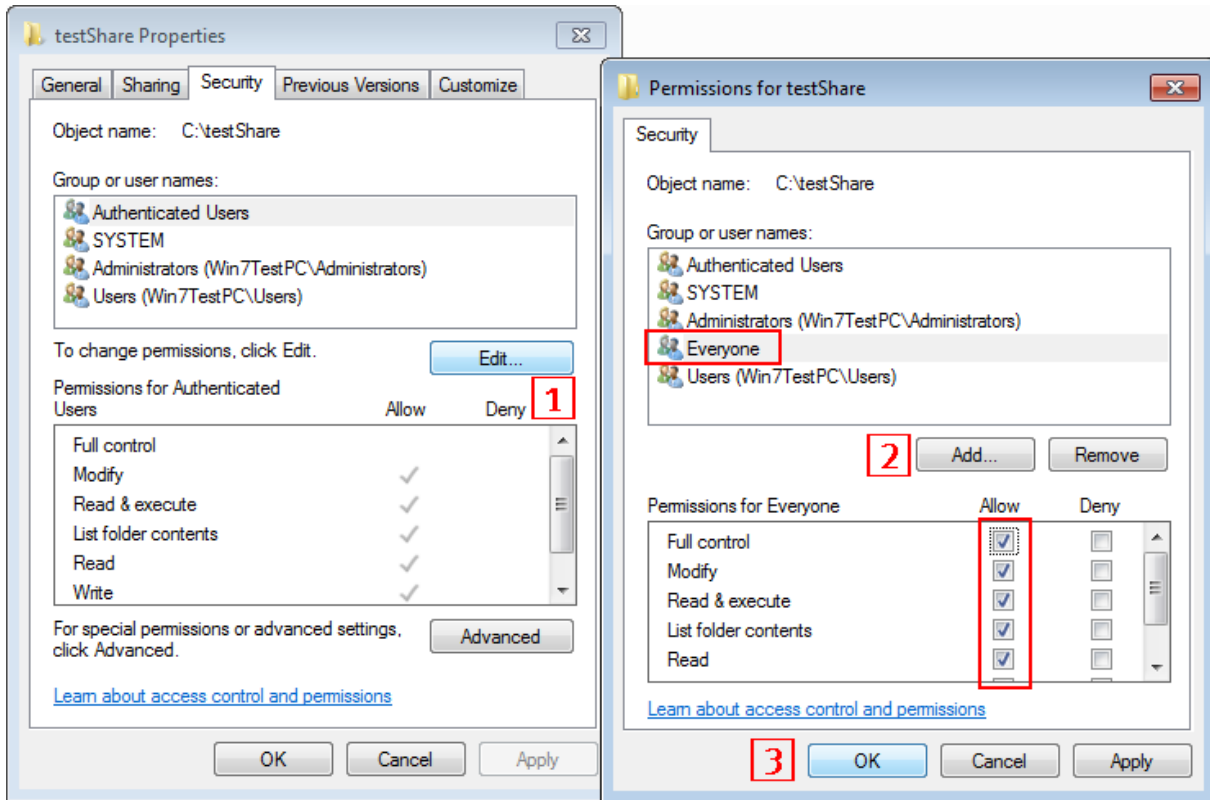 testShare Properties
General Sharing Security Previous Versions Customize
Object name: C:\testShare
Group or user names:
Authenticated Users
SYSTEM
Administrators (Win7TestPC\Administrators)
Users (Win7TestPC\Users)
To change permissions, click Edit.
Edit...
1
Permissions for Authenticated
Users Allow Deny
Full control
Modify
Read & execute
List folder contents
Read
Write
For special permissions or advanced settings,
click Advanced.
Advanced
Learn about access control and permissions
OK Cancel Apply
Permissions for testShare
Security
Object name: C:\testShare
Group or user names:
Authenticated Users
SYSTEM
Administrators (Win7TestPC\Administrators)
Everyone
Users (Win7TestPC\Users)
2 Add... Remove
Permissions for Everyone Allow Deny
Full control
Modify
Read & execute
List folder contents
Read
Learn about access control and permissions
3 OK Cancel Apply